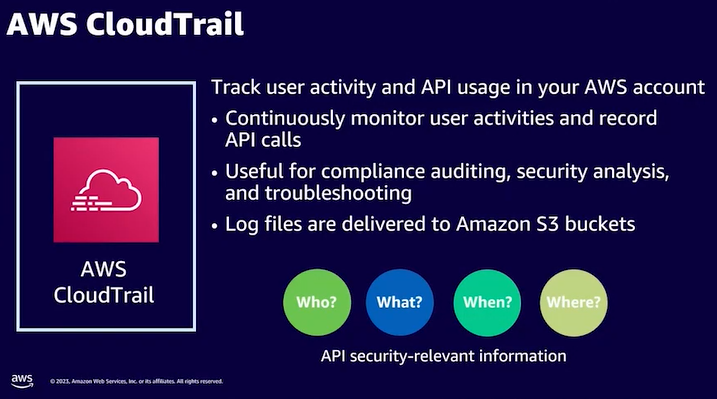 AWS CloudTrail
Track user activity and API usage in your AWS account
• Continuously monitor user activities and record
API calls
• Useful for compliance auditing, security analysis,
and troubleshooting
• Log files are delivered to Amazon S3 buckets
AWS
CloudTrail
Who? What? When? Where?
API security-relevant information
aws
© 2023, Amazon Web Services, Inc. or its affiliates. All rights reserved.